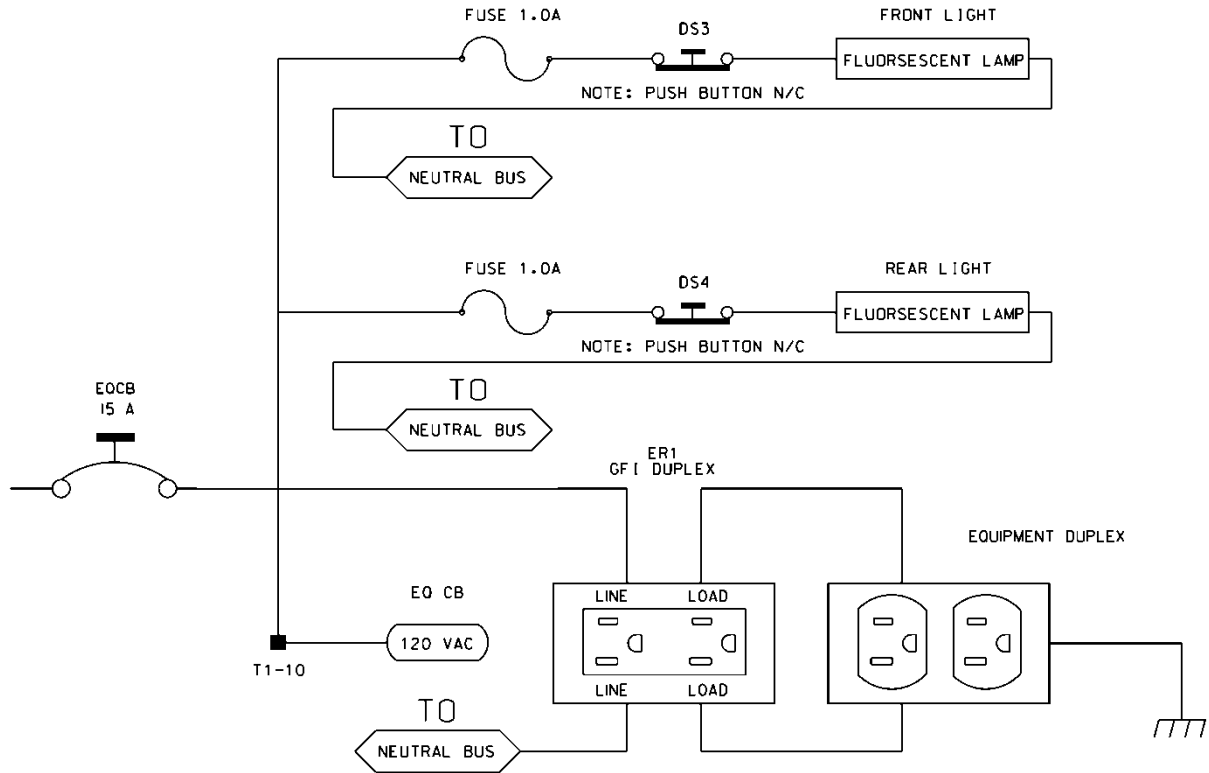 FUSE 1.0A
DS3
FRONT LIGHT
FLUORSESCENT LAMP
NOTE: PUSH BUTTON N/C
TO
NEUTRAL BUS
FUSE 1.0A
DS4
REAR LIGHT
FLUORSESCENT LAMP
NOTE: PUSH BUTTON N/C
TO
NEUTRAL BUS
EQCB
15 A
ER1
GFI DUPLEX
EQUIPMENT DUPLEX
EQ CB
120 VAC
T1-10
LINE LOAD
LINE LOAD
TO
NEUTRAL BUS